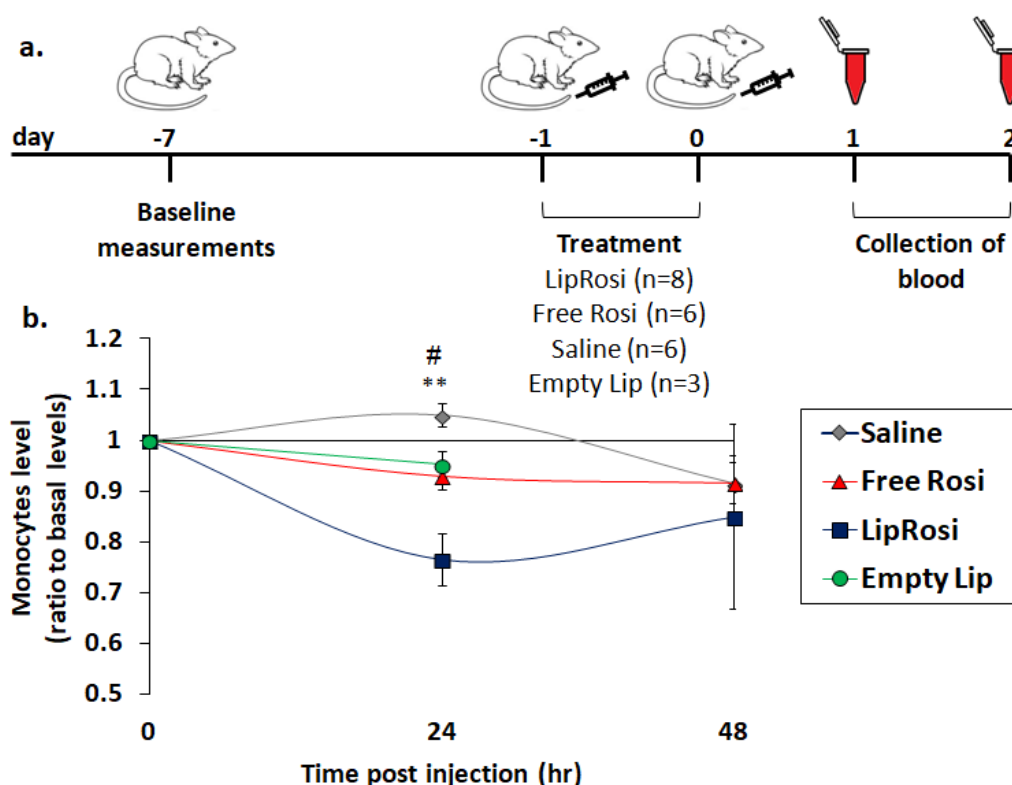 a.
day -7 -1 0 1 2
Baseline
measurements
Treatment
LipRosi (n=8)
Free Rosi (n=6)
Saline (n=6)
Empty Lip (n=3)
Collection of
blood
b.
Monocytes level
(ratio to basal levels)
1.2
1.1
1
0.9
0.8
0.7
0.6
0.5
#
**
0 24 48
Time post injection (hr)
Saline
Free Rosi
LipRosi
Empty Lip